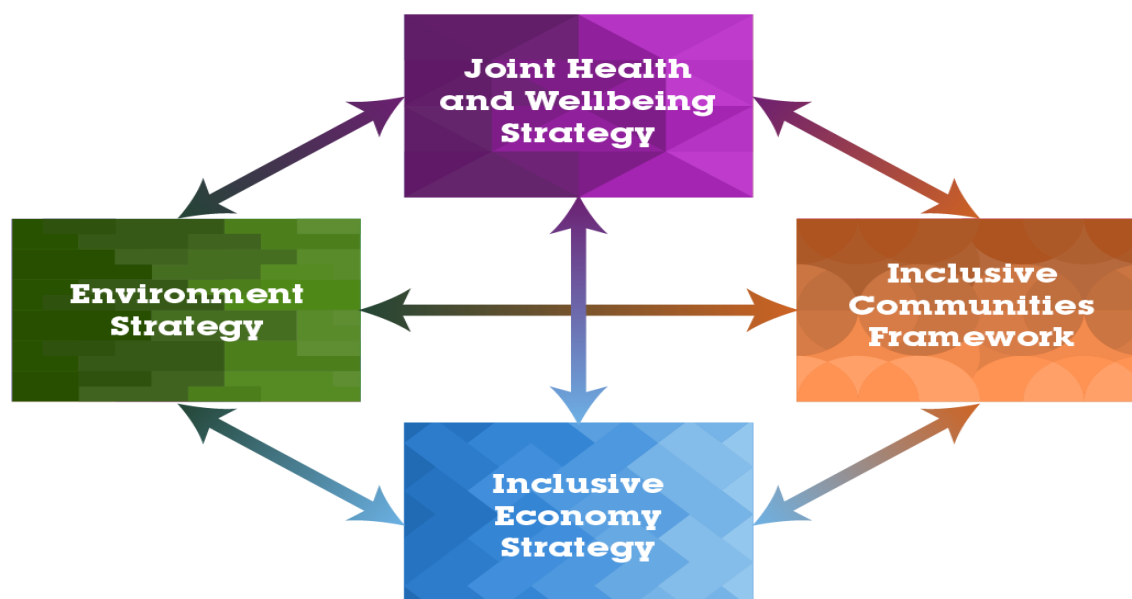 Joint Health
and Wellbeing
Strategy
Environment
Strategy
Inclusive
Communities
Framework
Inclusive
Economy
Strategy